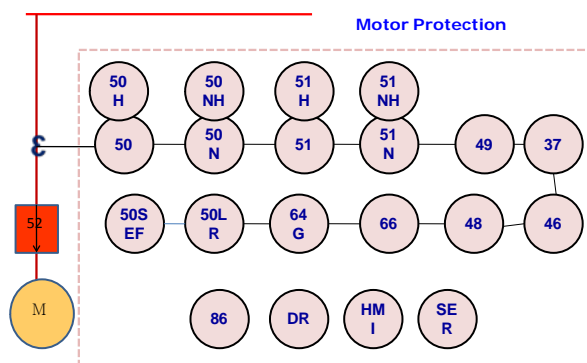 Motor Protection
50
H
50
NH
51
H
51
NH
50
50
N
51
51
N
49
37
ε
52
50S
EF
50L
R
64
G
66
48
46
M
86
DR
HM
I
SE
R